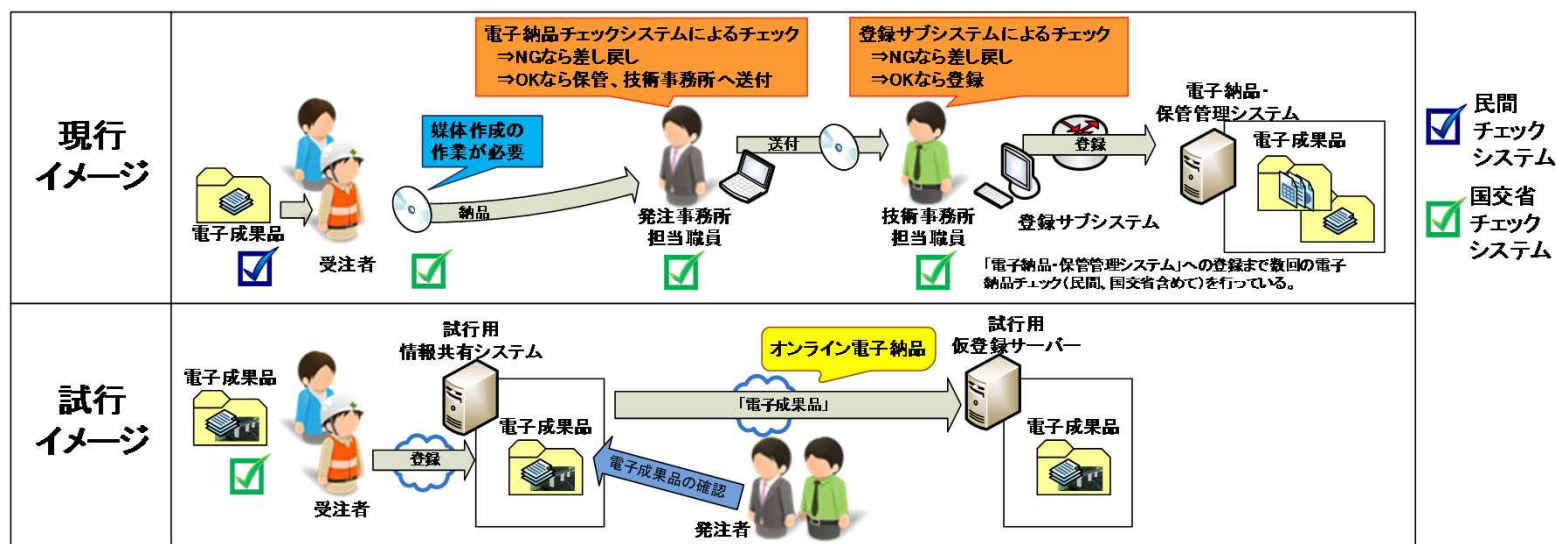 現行
イメージ
電子成果品
受注者
媒体作成の
作業が必要
納品
電子納品チェックシステムによるチェック
⇒NGなら差し戻し
⇒OKなら保管、技術事務所へ送付
発注事務所
担当職員
送付
登録サブシステムによるチェック
⇒NGなら差し戻し
⇒OKなら登録
技術事務所
担当職員
登録サブシステム
登録
電子納品・
保管管理システム
電子成果品
「電子納品・保管管理システム」への登録まで数回の電子
納品チェック(民間、国交省含めて)を行っている。
民間
チェック
システム
国交省
チェック
システム
試行
イメージ
電子成果品
受注者
登録
試行用
情報共有システム
電子成果品
電子成果品の確認
発注者
オンライン電子納品
「電子成果品」
試行用
仮登録サーバー
電子成果品